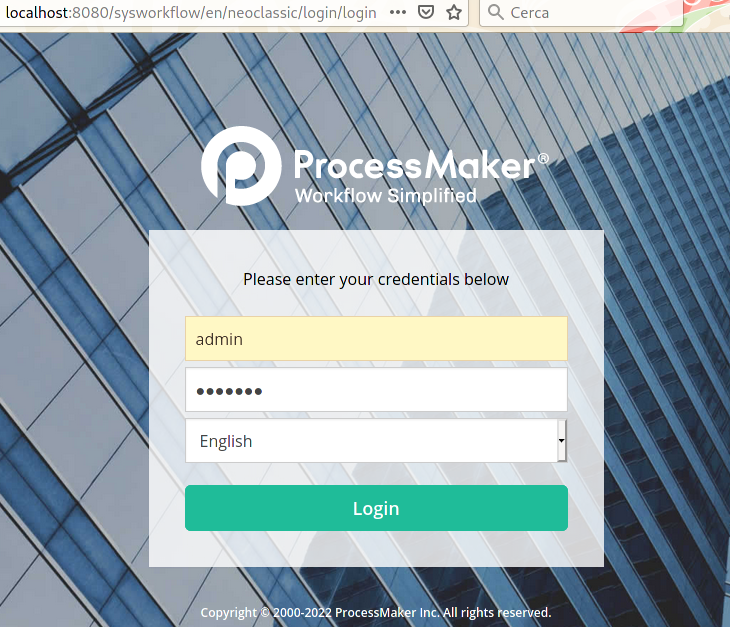 localhost:8080/sysworkflow/en/neoclassic/login/login ••• Cerca
ProcessMaker®
Workflow Simplified
Please enter your credentials below
admin
•••••••
English
Login
Copyright © 2000-2022 ProcessMaker Inc. All rights reserved.